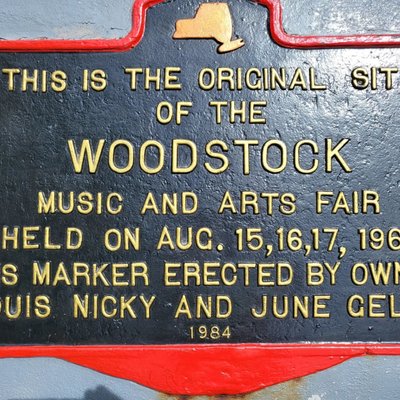 THIS IS THE ORIGINAL SIT
OF THE
WOODSTOCK
MUSIC AND ARTS FAIR
HELD ON AUG. 15,16,17, 196
S MARKER ERECTED BY OWN
OUIS NICKY AND JUNE GEL
1984